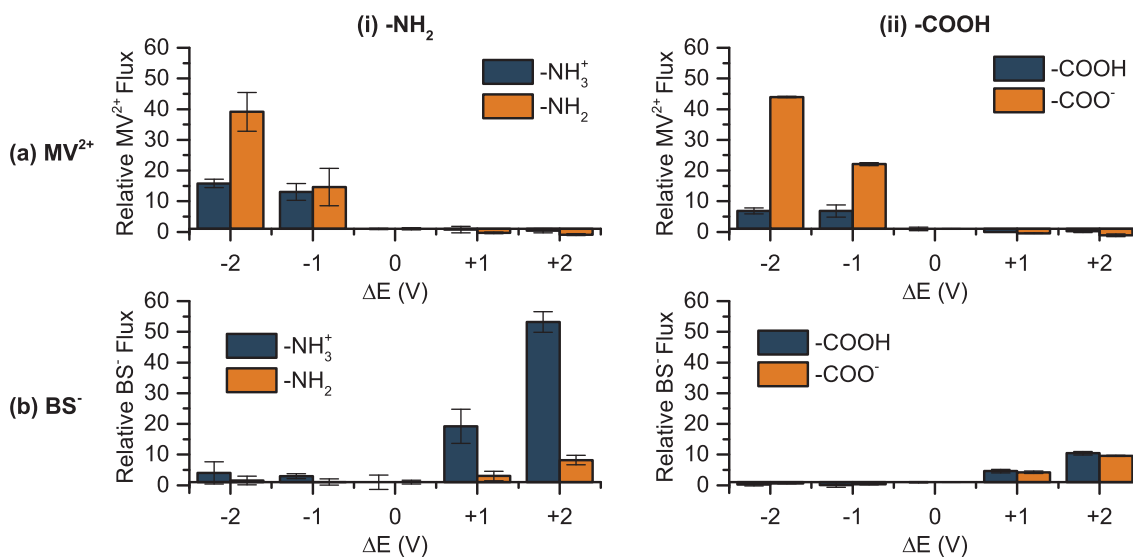 (i) -NH₂
(ii) -COOH
(a) MV²⁺
Relative MV²⁺ Flux
60
50
40
30
20
10
0
-NH₃⁺
-NH₂
-2 -1 0 +1 +2
ΔE (V)
Relative MV²⁺ Flux
60
50
40
30
20
10
0
-COOH
-COO⁻
-2 -1 0 +1 +2
ΔE (V)
(b) BS⁻
Relative BS⁻ Flux
60
50
40
30
20
10
0
-NH₃⁺
-NH₂
-2 -1 0 +1 +2
ΔE (V)
Relative BS⁻ Flux
60
50
40
30
20
10
0
-COOH
-COO⁻
-2 -1 0 +1 +2
ΔE (V)